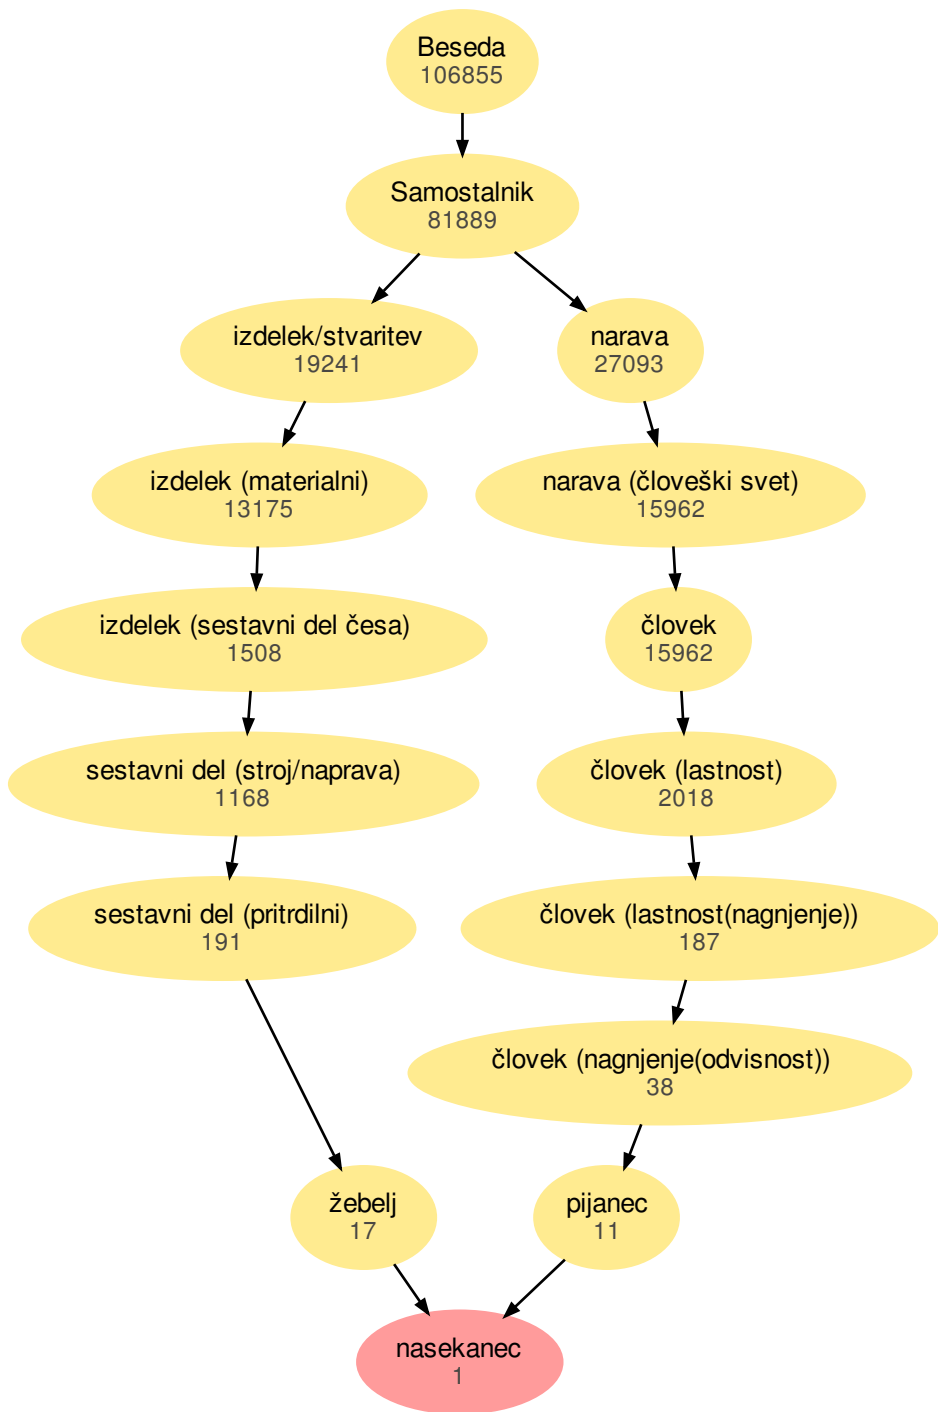 Beseda
106855
Samostalnik
81889
izdelek/stvaritev
19241
narava
27093
izdelek (materialni)
13175
narava (človeški svet)
15962
izdelek (sestavni del česa)
1508
človek
15962
sestavni del (stroj/naprava)
1168
človek (lastnost)
2018
sestavni del (pritrdilni)
191
človek (lastnost(nagnjenje))
187
človek (nagnjenje(odvisnost))
38
žebelj
17
pijanec
11
nasekanec
1